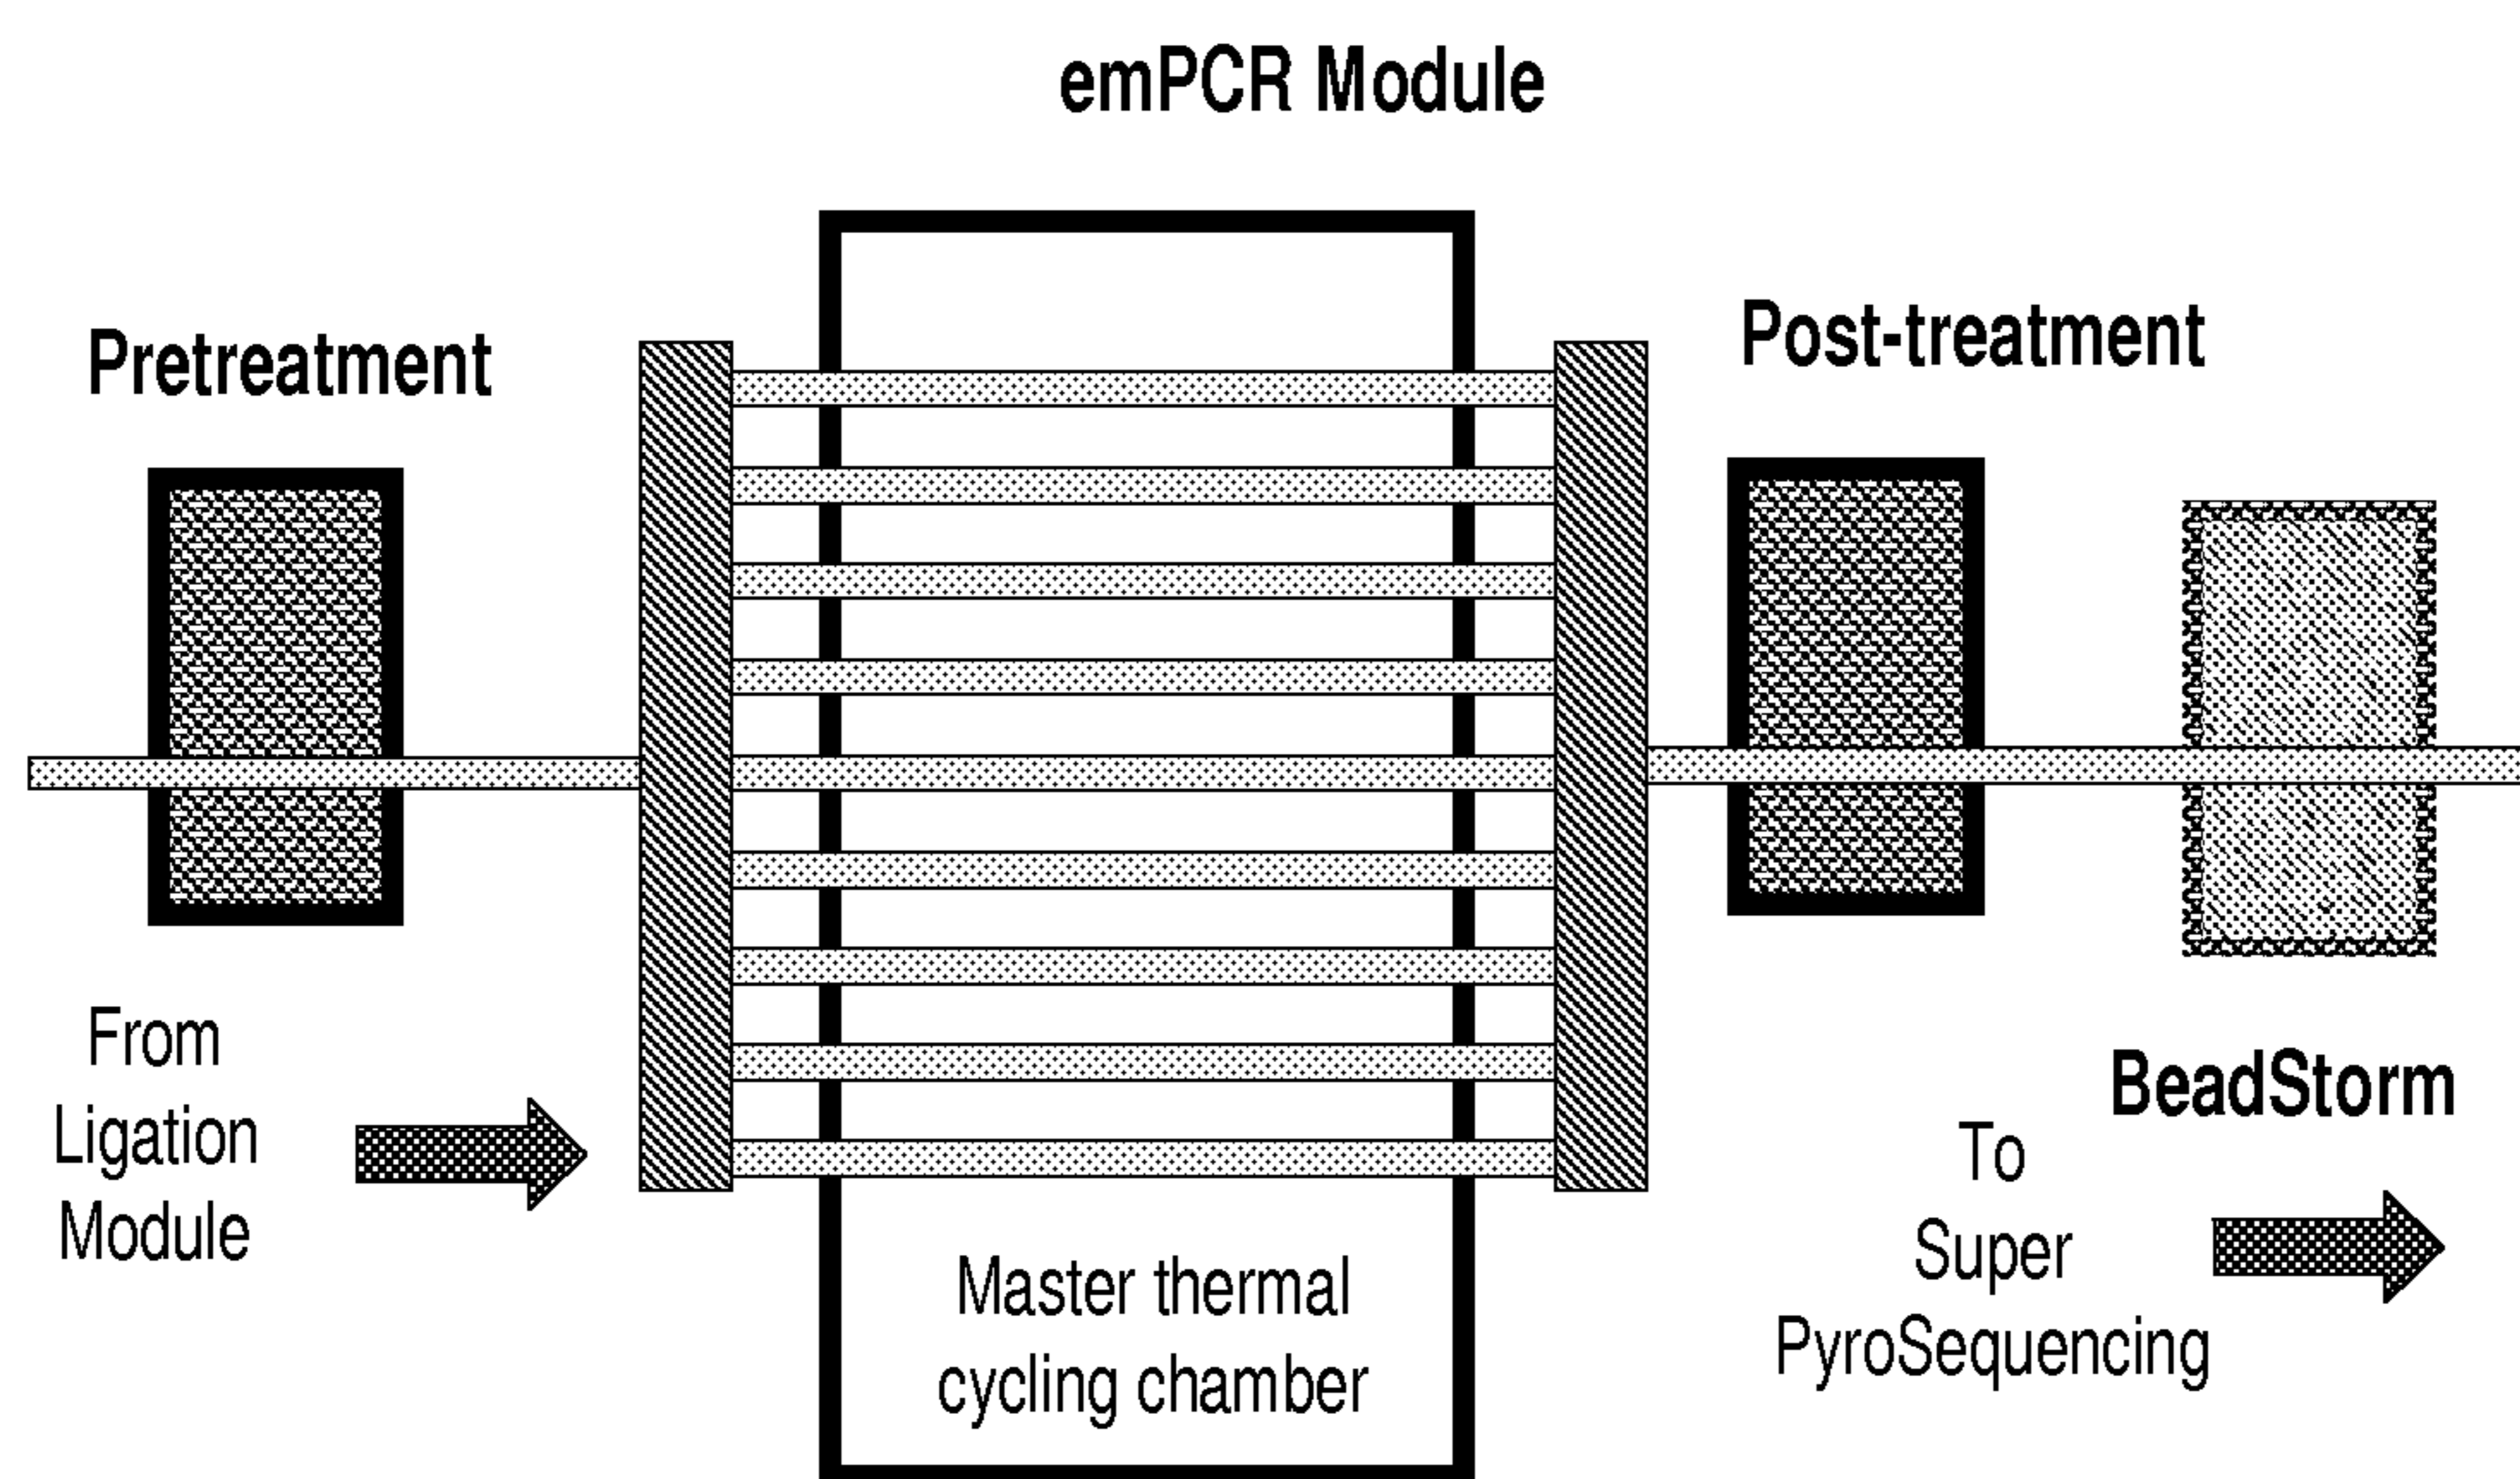 emPCR Module
Pretreatment
Post-treatment
From
Ligation
Module
Master thermal
cycling chamber
BeadStorm
To
Super
PyroSequencing